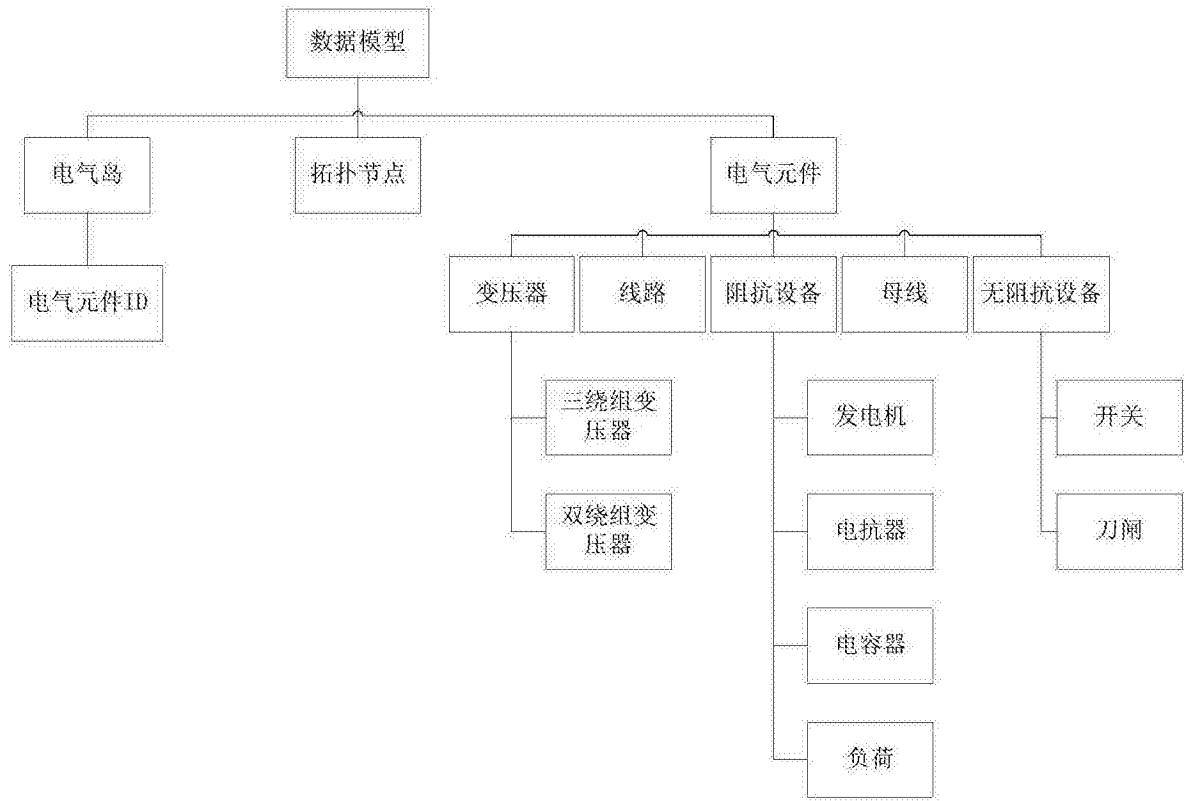 数据模型
电气岛
拓扑节点
电气元件
电气元件ID
变压器
线路
阻抗设备
母线
无阻抗设备
三绕组变
压器
发电机
开关
双绕组变
压器
电抗器
刀闸
电容器
负荷